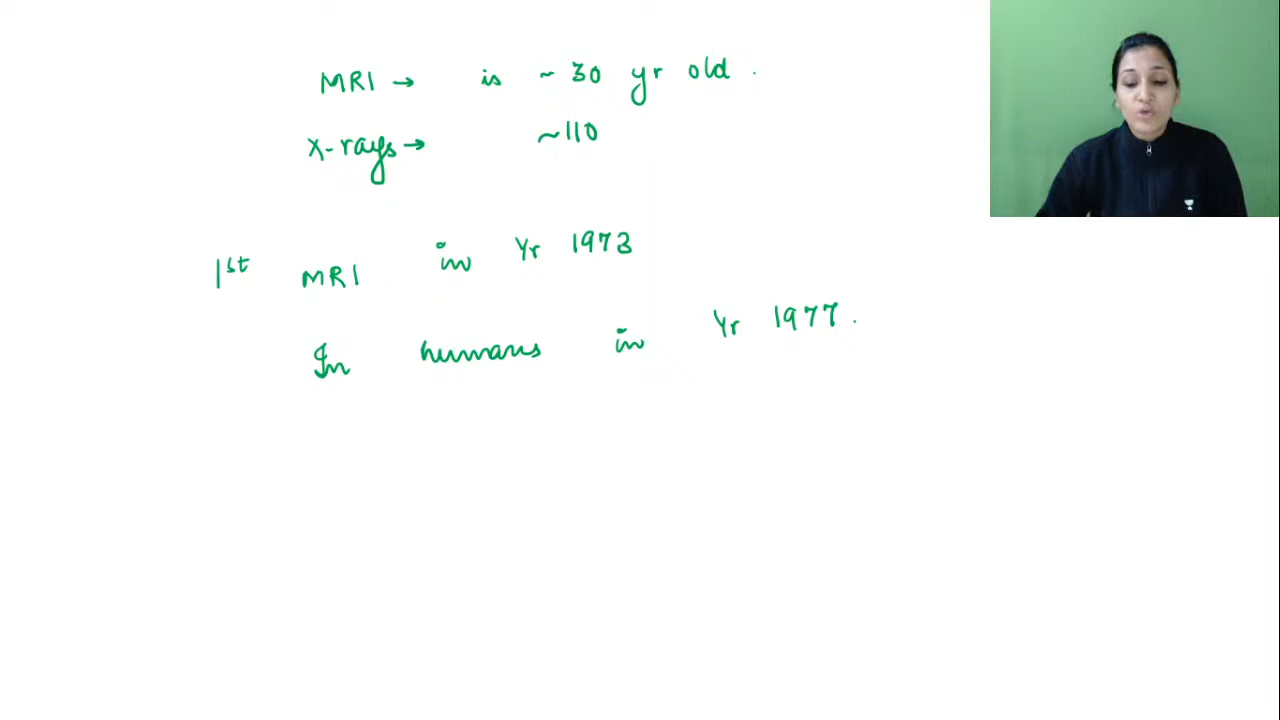 MRI → is ~ 30 yr old .
X-rays → ~110
1st MRI in Yr 1973
In humans in Yr 1977 .